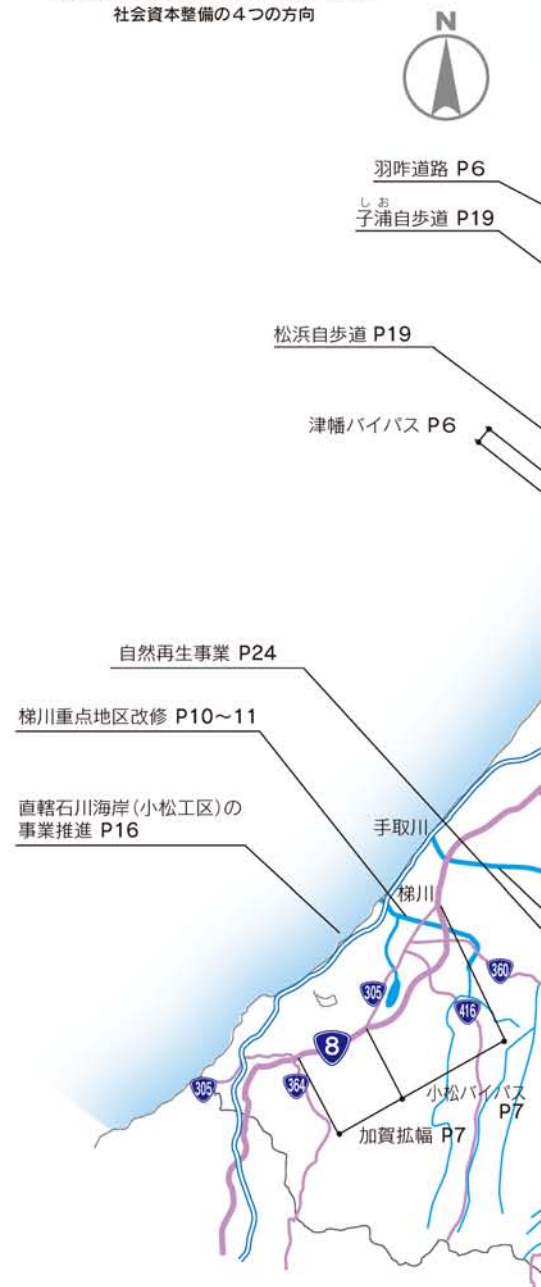 社会資本整備の4つの方向
N
羽咋道路 P6
しお
子浦自歩道 P19
松浜自歩道 P19
津幡バイパス P6
自然再生事業 P24
梯川重点地区改修 P10～11
直轄石川海岸(小松工区)の
事業推進 P16
手取川
梯川
305
360
416
8
305
364
小松バイパス
P7
加賀拡幅 P7